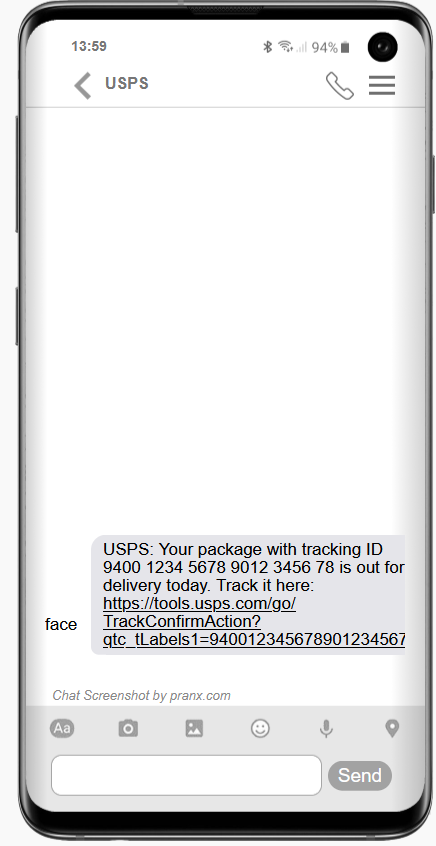 13:59
94%
USPS
USPS: Your package with tracking ID
9400 1234 5678 9012 3456 78 is out for
delivery today. Track it here:
https://tools.usps.com/go/
TrackConfirmAction?
qtc_tLabels1=940012345678901234567
face
Chat Screenshot by pranx.com
Aa
Send